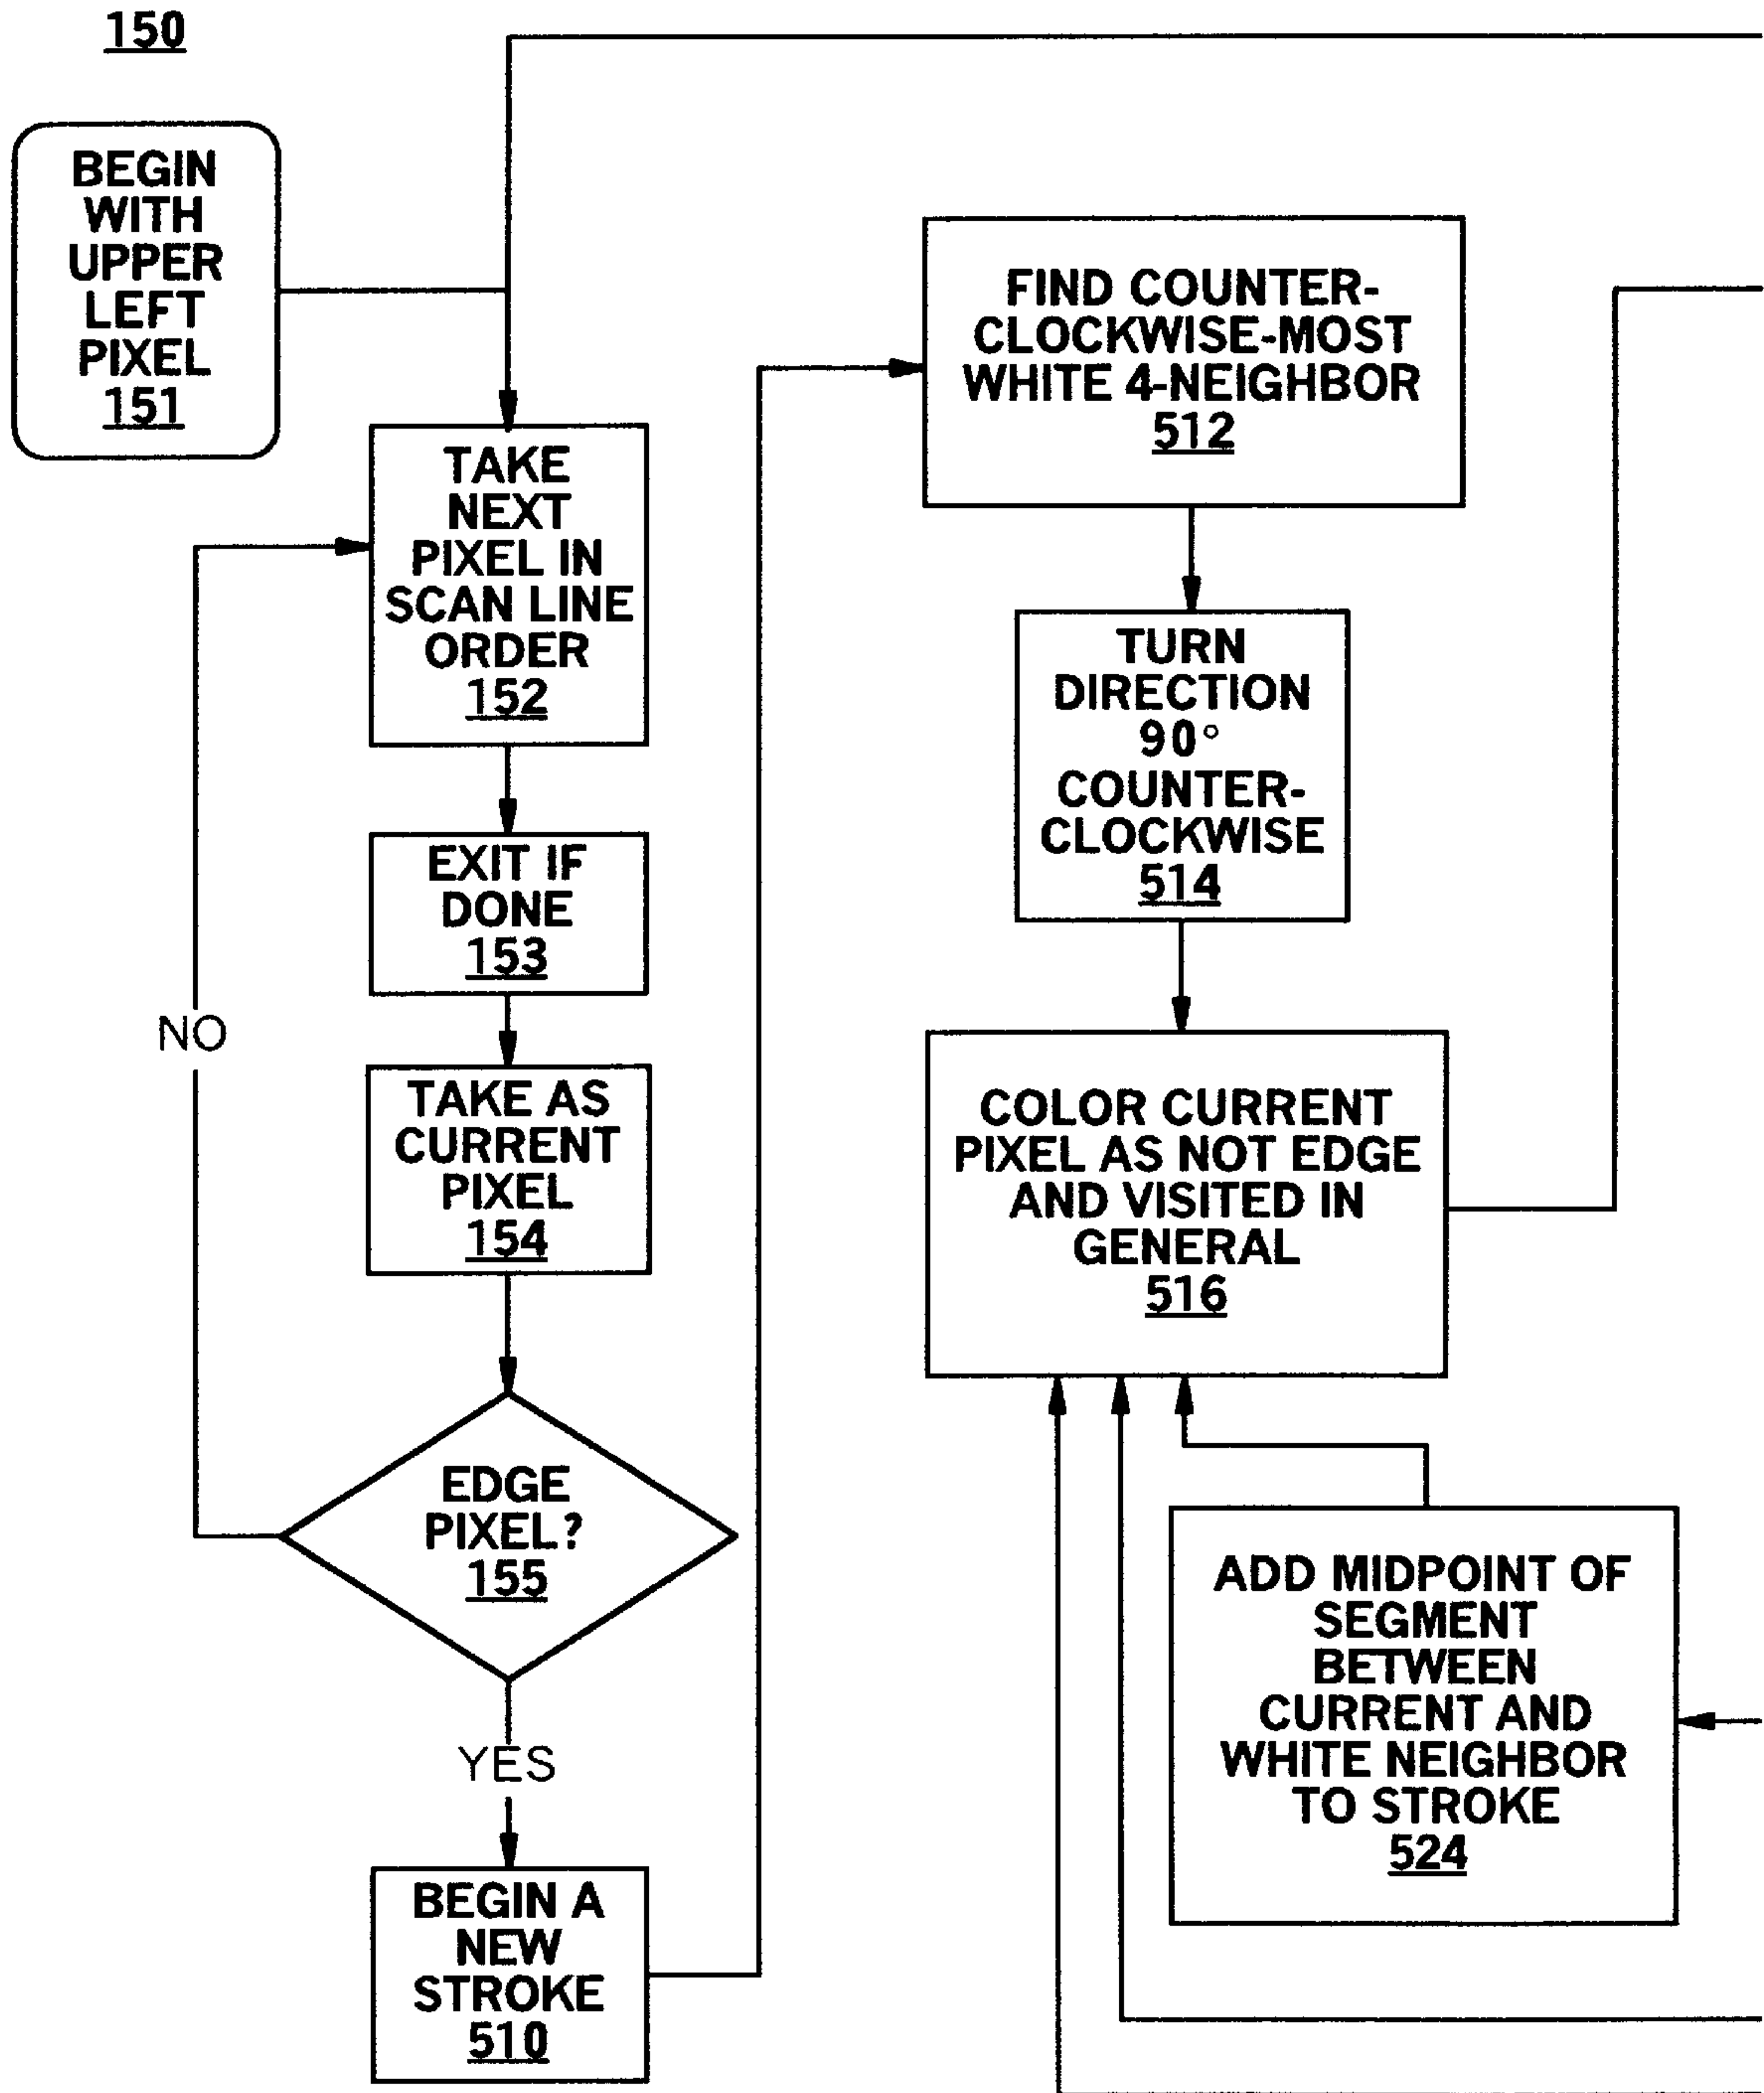 150
BEGIN
WITH
UPPER
LEFT
PIXEL
151
TAKE
NEXT
PIXEL IN
SCAN LINE
ORDER
152
EXIT IF
DONE
153
NO
TAKE AS
CURRENT
PIXEL
154
EDGE
PIXEL?
155
YES
BEGIN A
NEW
STROKE
510
FIND COUNTER-
CLOCKWISE-MOST
WHITE 4-NEIGHBOR
512
TURN
DIRECTION
90°
COUNTER-
CLOCKWISE
514
COLOR CURRENT
PIXEL AS NOT EDGE
AND VISITED IN
GENERAL
516
ADD MIDPOINT OF
SEGMENT
BETWEEN
CURRENT AND
WHITE NEIGHBOR
TO STROKE
524